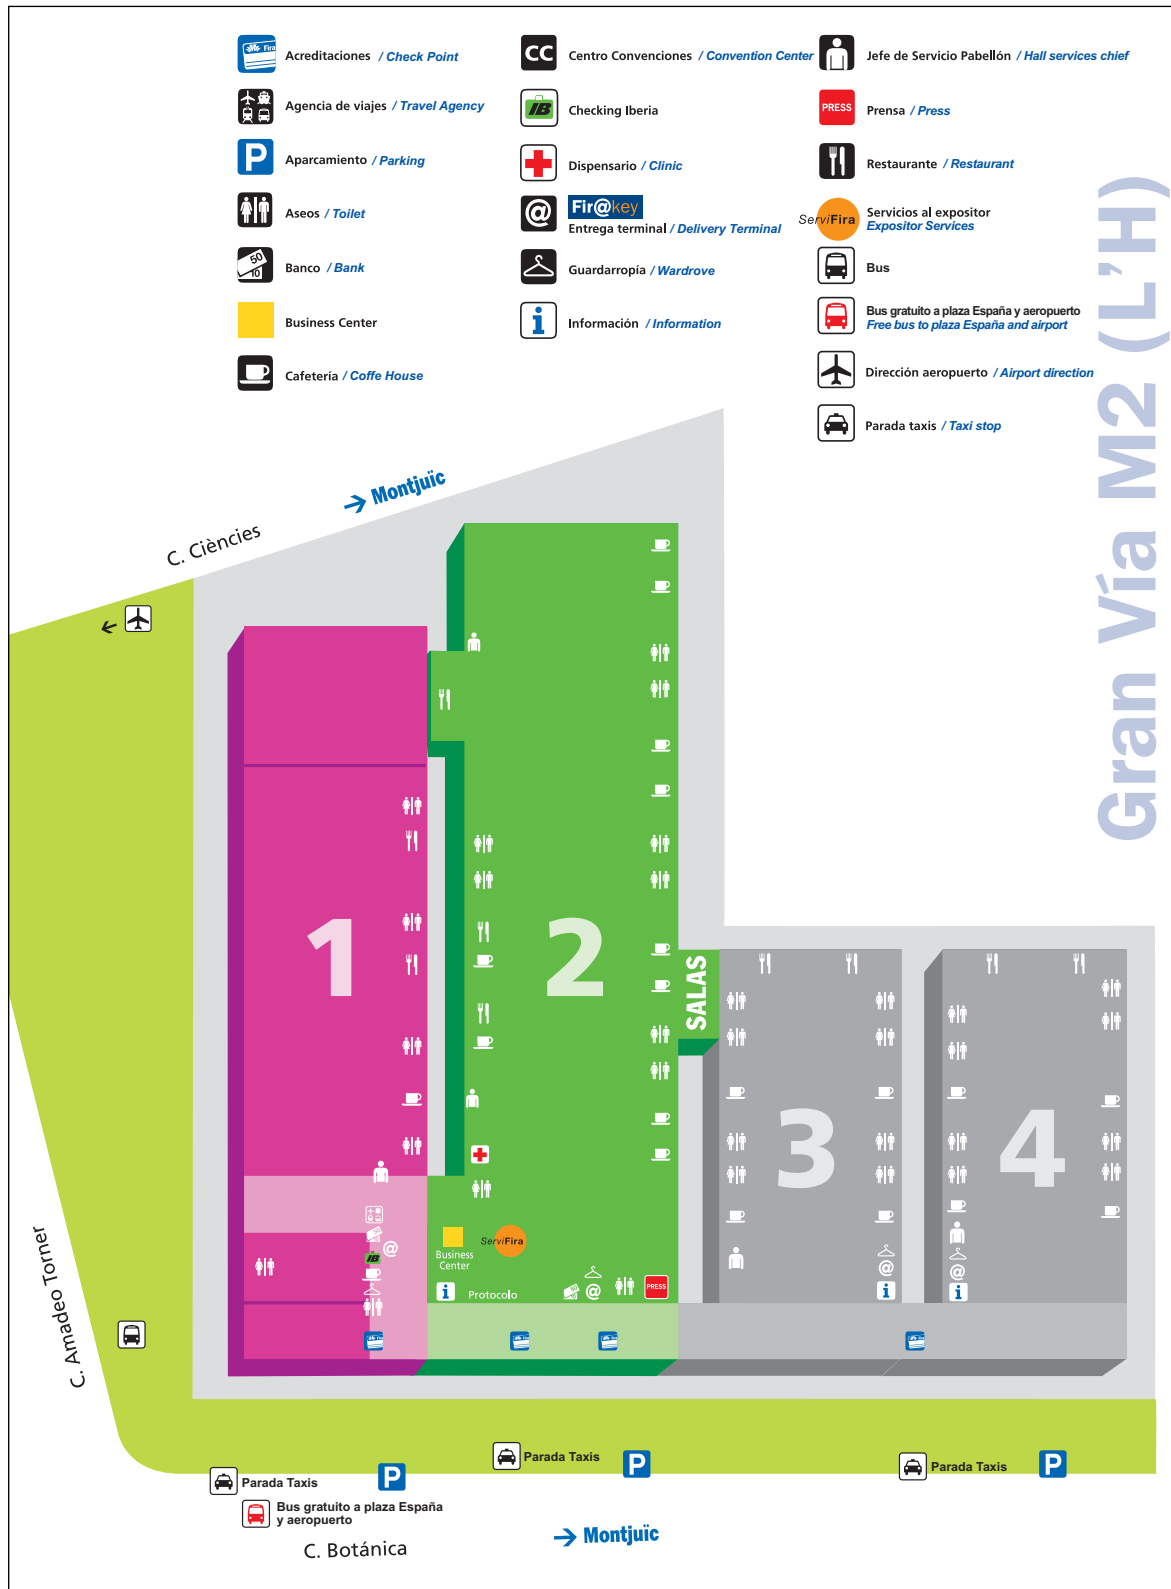 Acreditaciones / Check Point
Agencia de viajes / Travel Agency
P
Aparcamiento / Parking
Aseos / Toilet
50
10
Banco / Bank
Business Center
Cafetería / Coffe House
CC
Centro Convenciones / Convention Center
IB
Checking Iberia
Dispensario / Clinic
@
Fir@key
Entrega terminal / Delivery Terminal
Guardarropía / Wardrove
i
Información / Information
Jefe de Servicio Pabellón / Hall services chief
PRESS
Prensa / Press
Restaurante / Restaurant
ServiFira
Servicios al expositor
Expositor Services
Bus
Bus gratuito a plaza España y aeropuerto
Free bus to plaza España and airport
Dirección aeropuerto / Airport direction
Parada taxis / Taxi stop
Gran Vía M2 (L'H)
Montjuïc
C. Ciències
1
2
SALAS
3
4
@
IB
Business
Center
ServiFira
i
Protocolo
@
PRESS
@
i
@
i
C. Amadeo Torner
Parada Taxis
P
Parada Taxis
P
Parada Taxis
P
Bus gratuito a plaza España
y aeropuerto
C. Botánica
Montjuïc